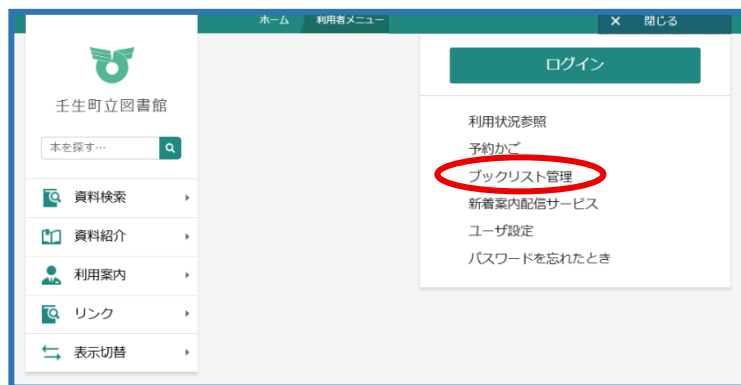 ホーム 利用者メニュー
× 閉じる
壬生町立図書館
本を探す…
資料検索
資料紹介
利用案内
リンク
表示切替
ログイン
利用状況参照
予約かご
ブックリスト管理
新着案内配信サービス
ユーザ設定
パスワードを忘れたとき